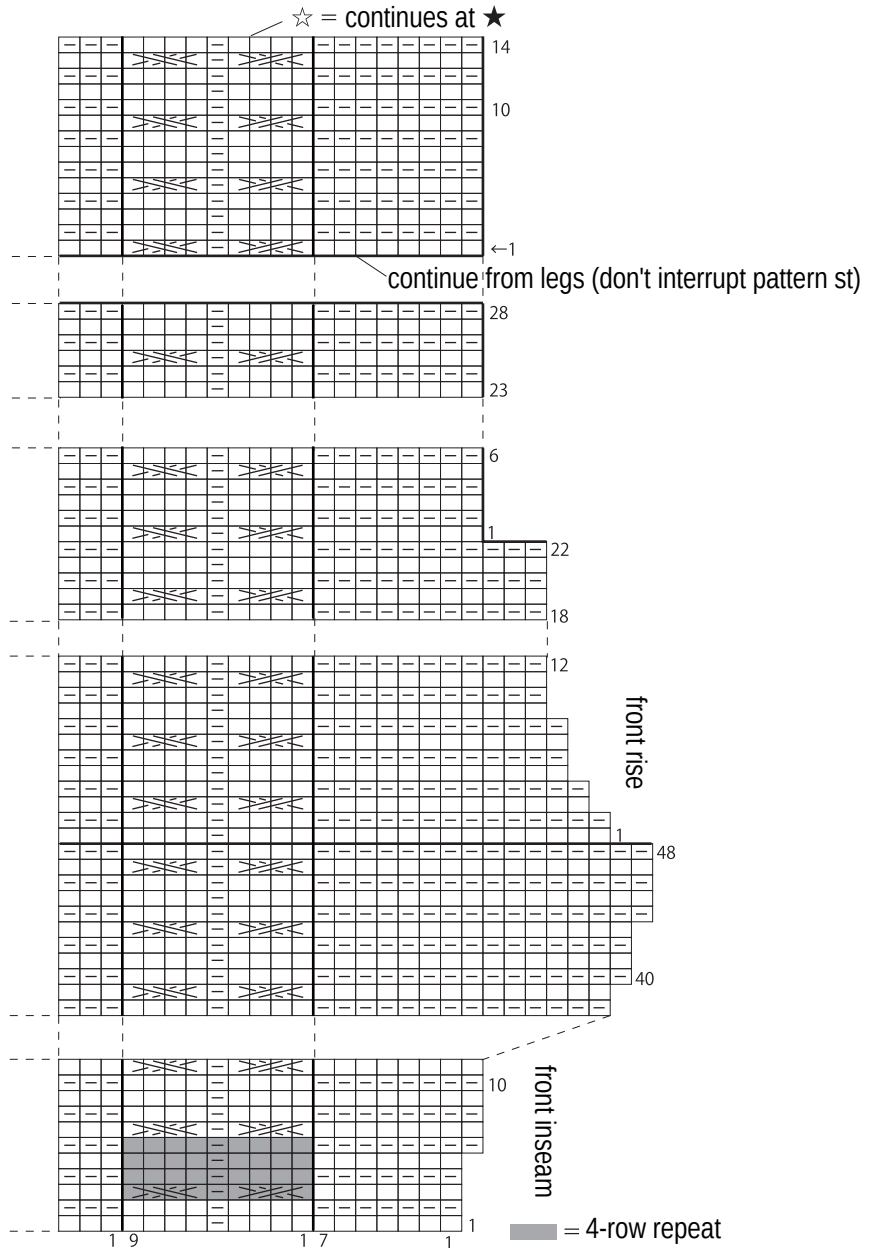 ☆ = continues at ★
14
10
←1
continue from legs (don't interrupt pattern st)
28
23
6
1
22
18
12
front rise
1
48
40
10
front inseam
1
= 4-row repeat
1 9 1 7 1